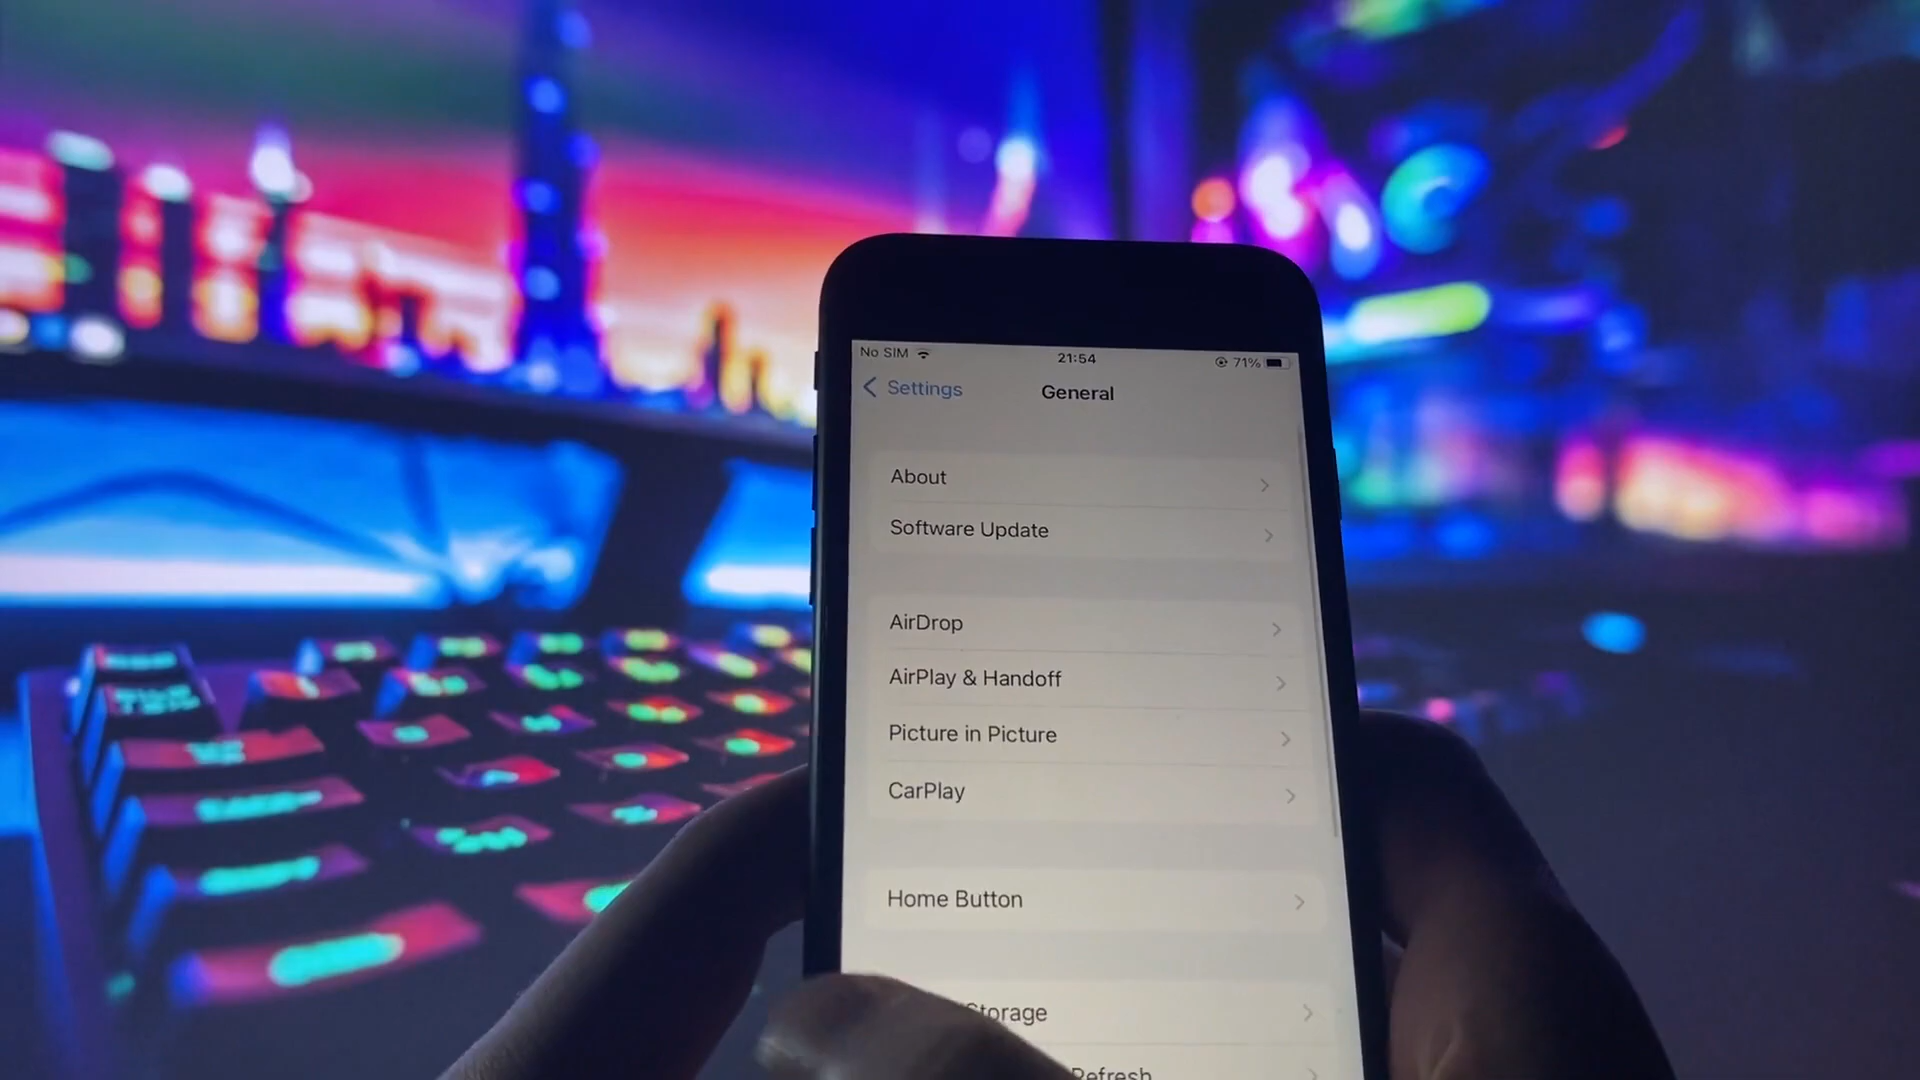 No SIM 21:54 71%
Settings General
About
Software Update
AirDrop
AirPlay & Handoff
Picture in Picture
CarPlay
Home Button
Storage
Refresh